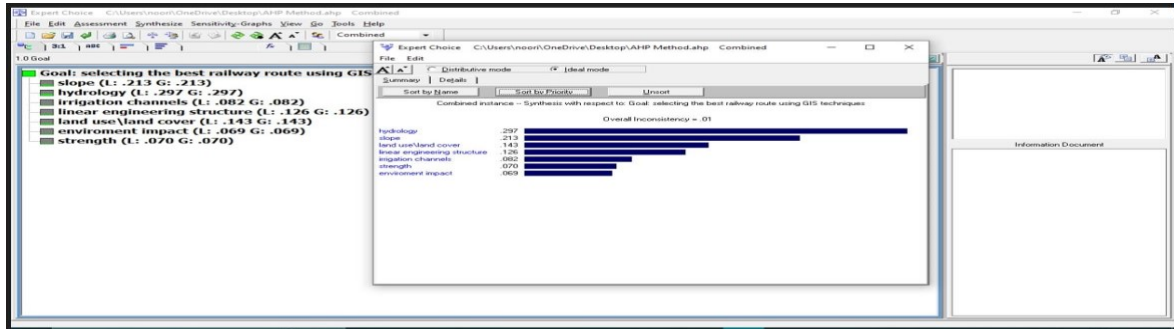 Expert Choice C:\Users\noori\OneDrive\Desktop\AHP Method.ahp Combined
File Edit Assessment Synthesize Sensitivity-Graphs View Go Tools Help
Combined
3:1 ABC
1.0 Goal
Goal: selecting the best railway route using GIS
slope (L: .213 G: .213)
hydrology (L: .297 G: .297)
irrigation channels (L: .082 G: .082)
linear engineering structure (L: .126 G: .126)
land use\land cover (L: .143 G: .143)
enviroment impact (L: .069 G: .069)
strength (L: .070 G: .070)
Expert Choice C:\Users\noori\OneDrive\Desktop\AHP Method.ahp Combined
File Edit
Distributive mode Ideal mode
Summary Details
Sort by Name Sort by Priority Unsort
Combined instance -- Synthesis with respect to: Goal: selecting the best railway route using GIS techniques
Overall Inconsistency = .01
hydrology .297
slope .213
land use\land cover .143
linear engineering structure .126
irrigation channels .082
strength .070
enviroment impact .069
Information Document